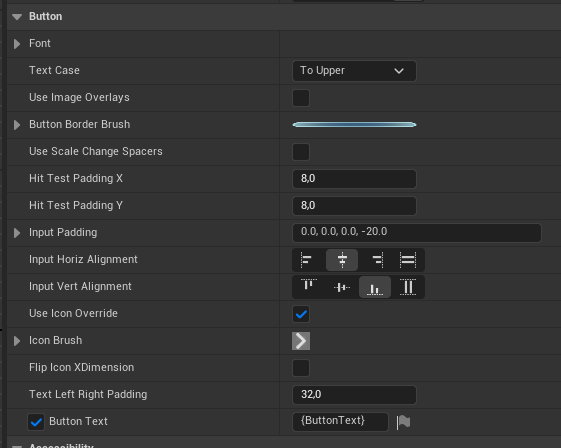 Button
Font
Text Case To Upper
Use Image Overlays
Button Border Brush
Use Scale Change Spacers
Hit Test Padding X 8,0
Hit Test Padding Y 8,0
Input Padding 0.0, 0.0, 0.0, -20.0
Input Horiz Alignment
Input Vert Alignment
Use Icon Override
Icon Brush
Flip Icon XDimension
Text Left Right Padding 32,0
Button Text {ButtonText}
Accessibility